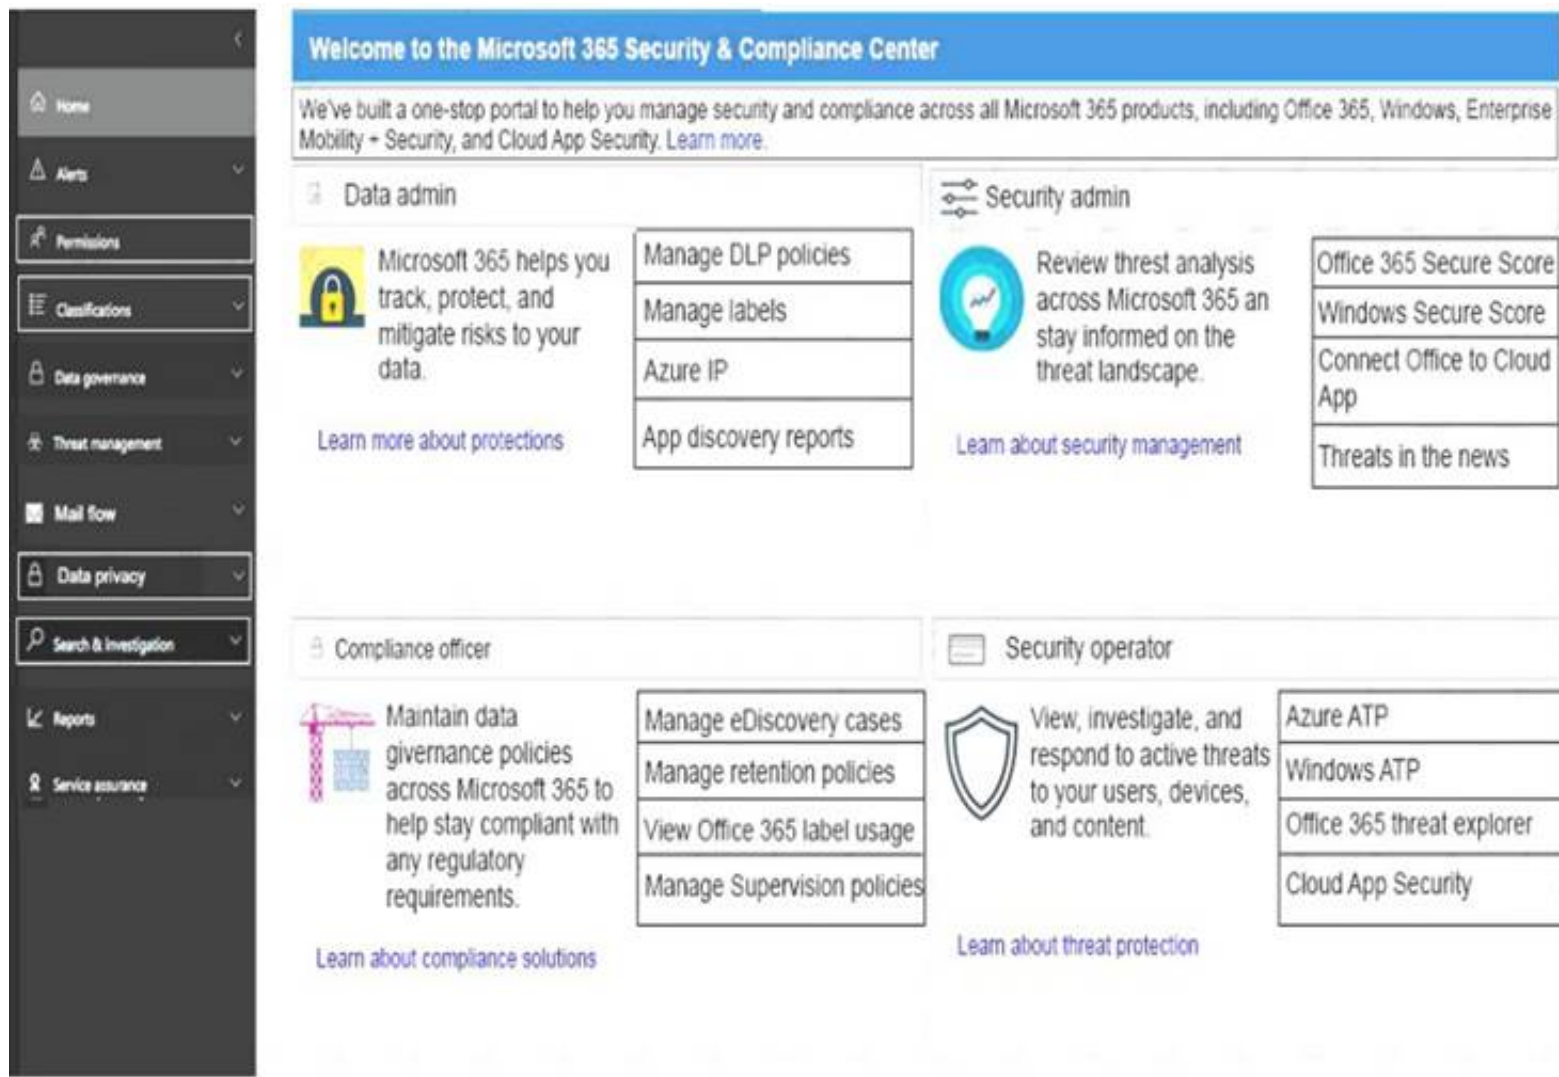 Home
Alerts
Permissions
Classifications
Data governance
Threat management
Mail flow
Data privacy
Search & investigation
Reports
Service assurance
Welcome to the Microsoft 365 Security & Compliance Center
We've built a one-stop portal to help you manage security and compliance across all Microsoft 365 products, including Office 365, Windows, Enterprise
Mobility + Security, and Cloud App Security. Learn more.
Data admin
Microsoft 365 helps you
track, protect, and
mitigate risks to your
data.
Learn more about protections
Manage DLP policies
Manage labels
Azure IP
App discovery reports
Security admin
Review threst analysis
across Microsoft 365 an
stay informed on the
threat landscape.
Learn about security management
Office 365 Secure Score
Windows Secure Score
Connect Office to Cloud
App
Threats in the news
Compliance officer
Maintain data
givernance policies
across Microsoft 365 to
help stay compliant with
any regulatory
requirements.
Learn about compliance solutions
Manage eDiscovery cases
Manage retention policies
View Office 365 label usage
Manage Supervision policies
Security operator
View, investigate, and
respond to active threats
to your users, devices,
and content.
Learn about threat protection
Azure ATP
Windows ATP
Office 365 threat explorer
Cloud App Security